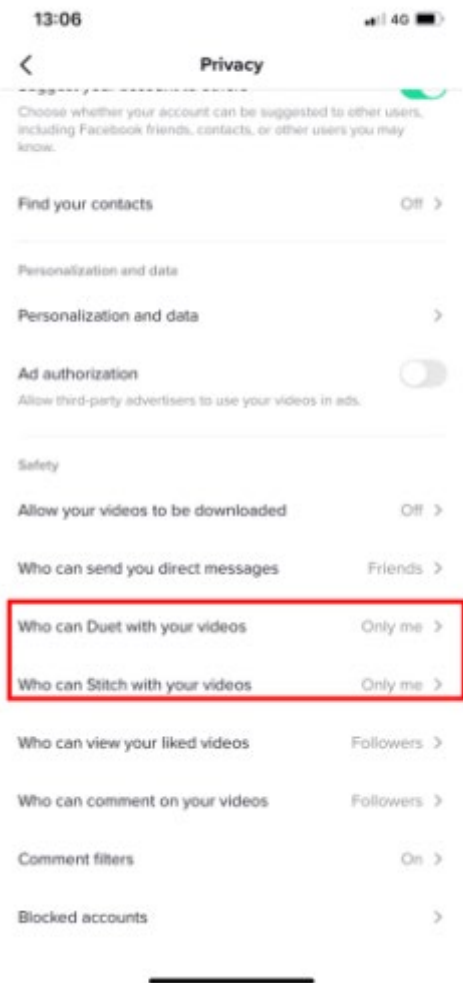 13:06
4G
Privacy
Choose whether your account can be suggested to other users,
including Facebook friends, contacts, or other users you may
know.
Find your contacts Off
Personalization and data
Personalization and data
Ad authorization
Allow third-party advertisers to use your videos in ads.
Safety
Allow your videos to be downloaded Off
Who can send you direct messages Friends
Who can Duet with your videos Only me
Who can Stitch with your videos Only me
Who can view your liked videos Followers
Who can comment on your videos Followers
Comment filters On
Blocked accounts